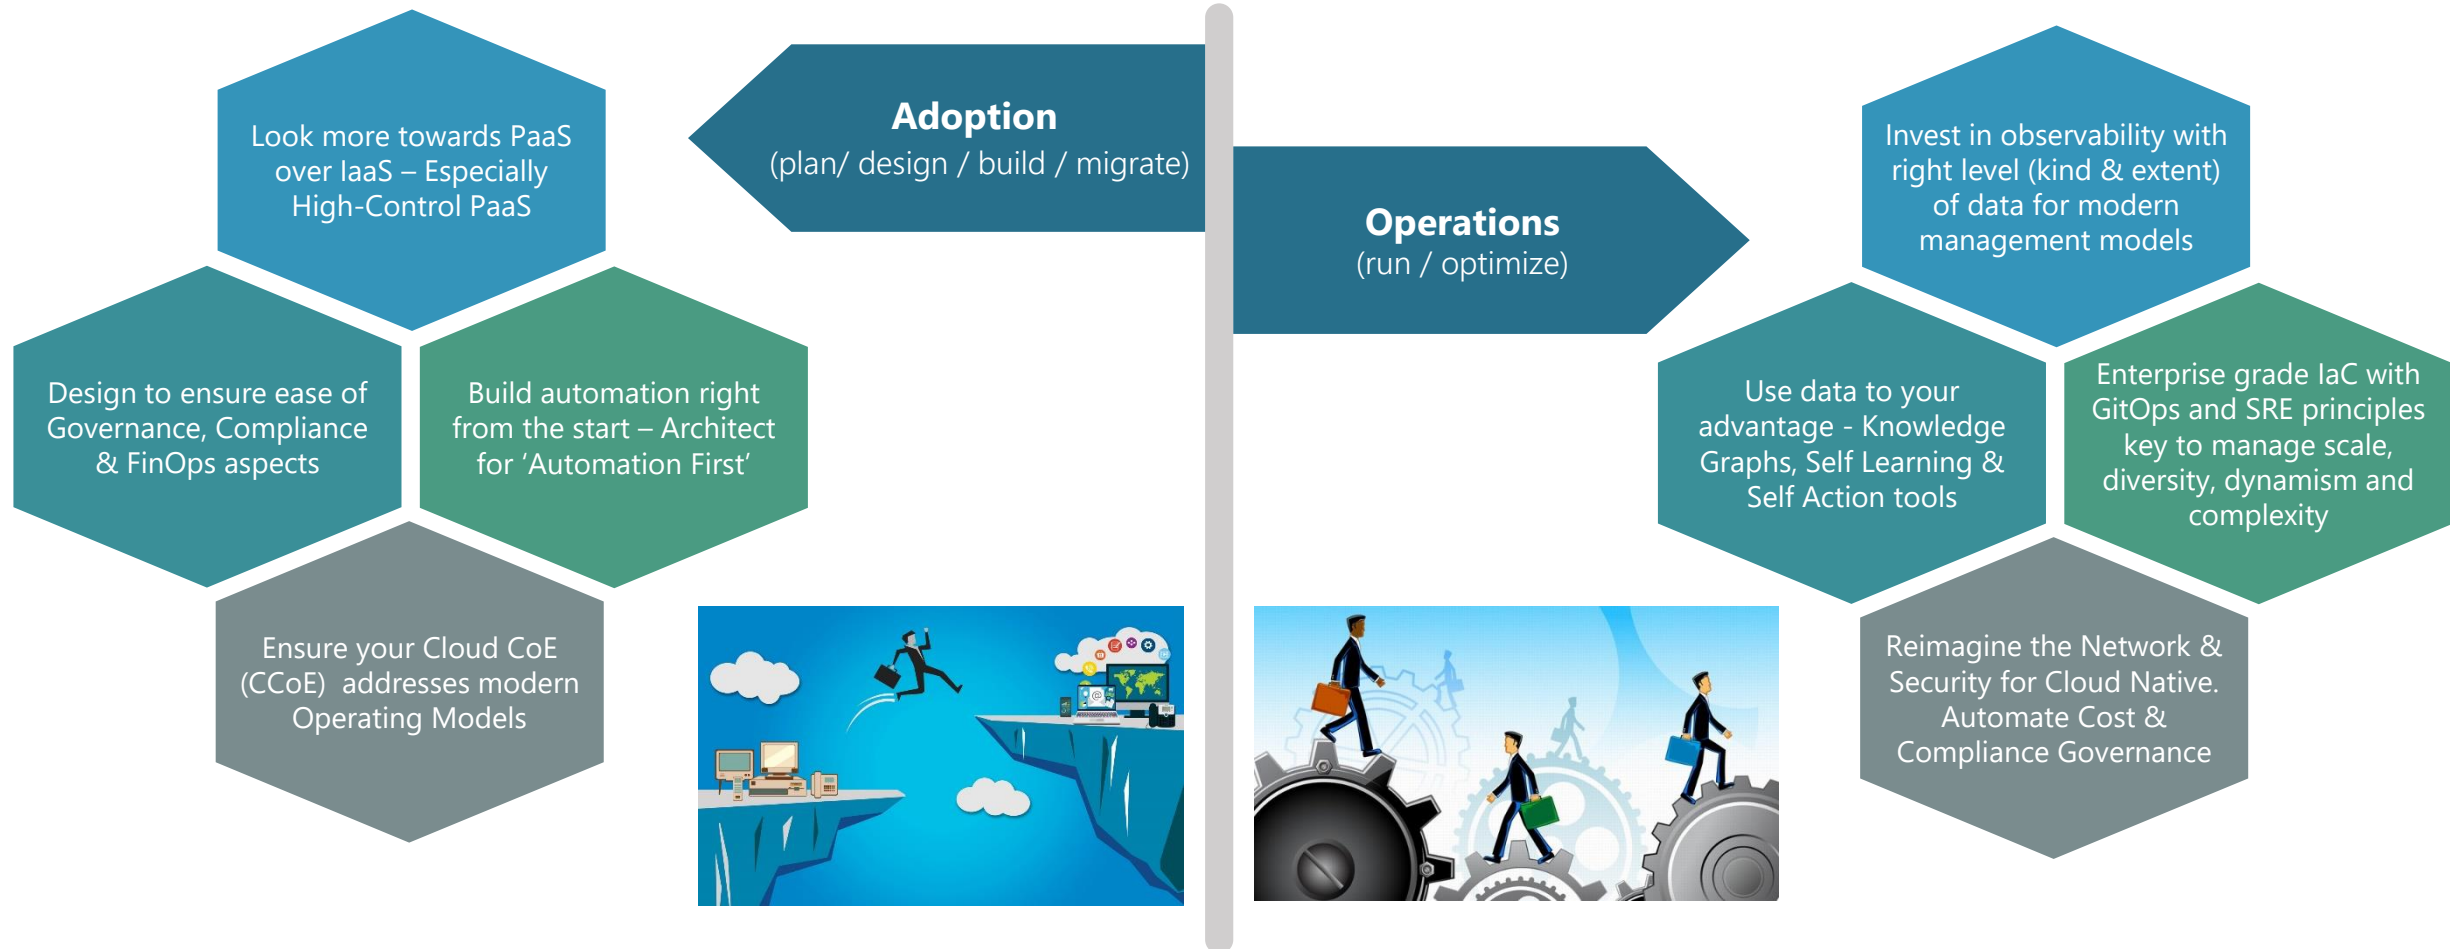 Adoption
(plan/ design / build / migrate)
Look more towards PaaS
over IaaS – Especially
High-Control PaaS
Design to ensure ease of
Governance, Compliance
& FinOps aspects
Build automation right
from the start – Architect
for ‘Automation First’
Ensure your Cloud CoE
(CCoE)  addresses modern
Operating Models
Operations
(run / optimize)
Invest in observability with
right level (kind & extent)
of data for modern
management models
Use data to your
advantage - Knowledge
Graphs, Self Learning &
Self Action tools
Enterprise grade IaC with
GitOps and SRE principles
key to manage scale,
diversity, dynamism and
complexity
Reimagine the Network &
Security for Cloud Native.
Automate Cost &
Compliance Governance
@